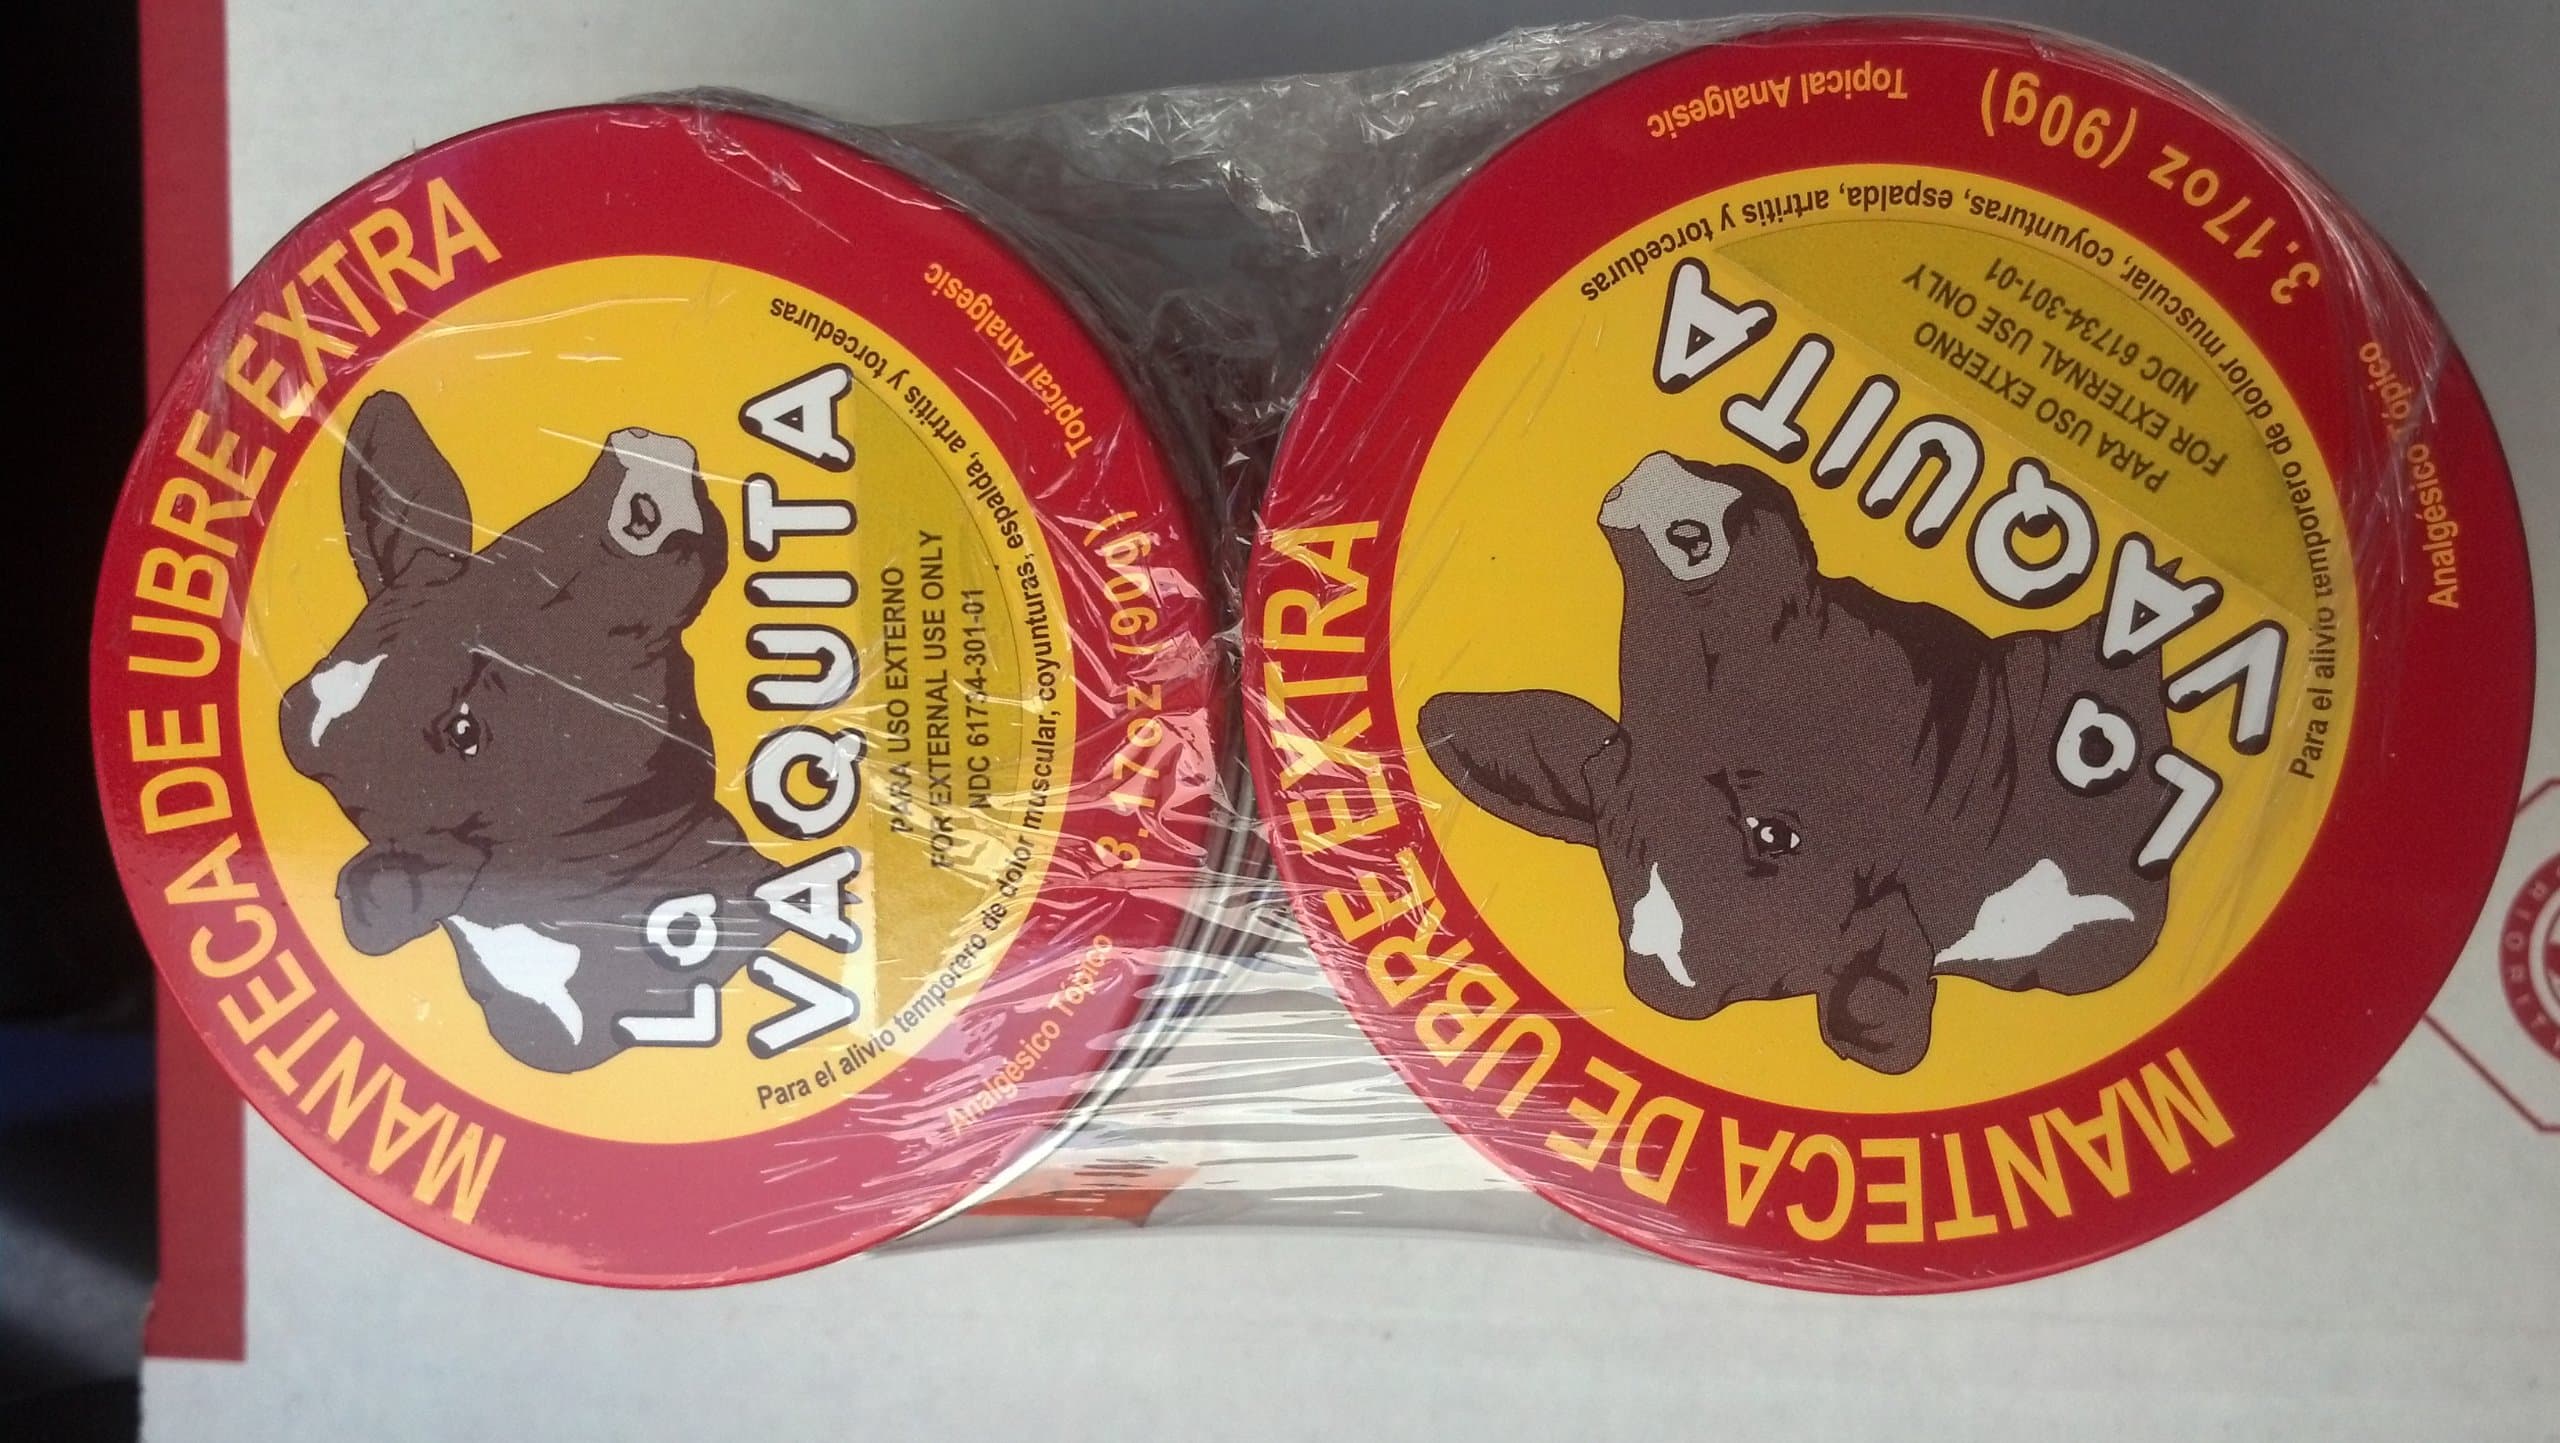 MANTECA DE UBRE EXTRA
La
VAQUITA
PARA USO EXTERNO
FOR EXTERNAL USE ONLY
NDC 61734-301-01
Para el alivio temporero de dolor muscular, coyunturas, espalda, artritis y torceduras
Analgésico Tópico
3.17oz (90g)
Topical Analgesic
MANTECA DE UBRE EXTRA
La
VAQUITA
PARA USO EXTERNO
FOR EXTERNAL USE ONLY
NDC 61734-301-01
Para el alivio temporero de dolor muscular, coyunturas, espalda, artritis y torceduras
Analgésico Tópico
3.17oz (90g)
Topical Analgesic